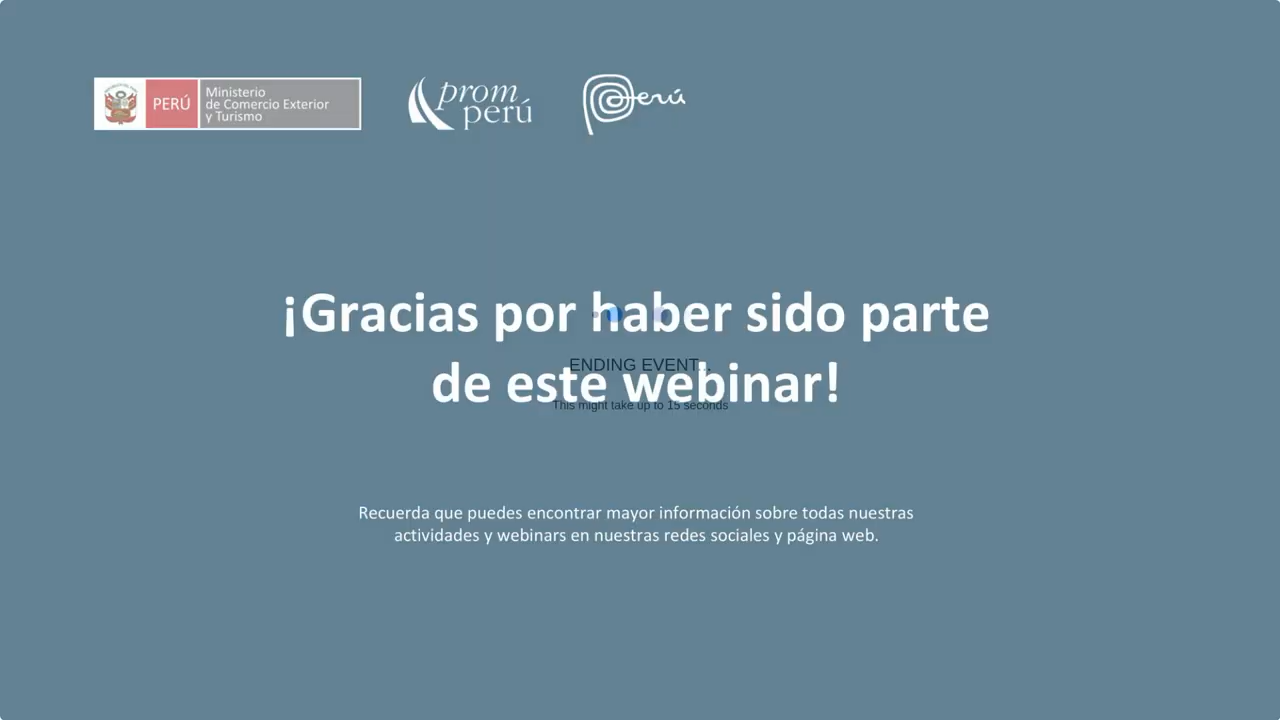 PERÚ
Ministerio
de Comercio Exterior
y Turismo
prom
perú
Perú
¡Gracias por haber sido parte
ENDING EVENT...
de este webinar!
This might take up to 15 seconds
Recuerda que puedes encontrar mayor información sobre todas nuestras
actividades y webinars en nuestras redes sociales y página web.